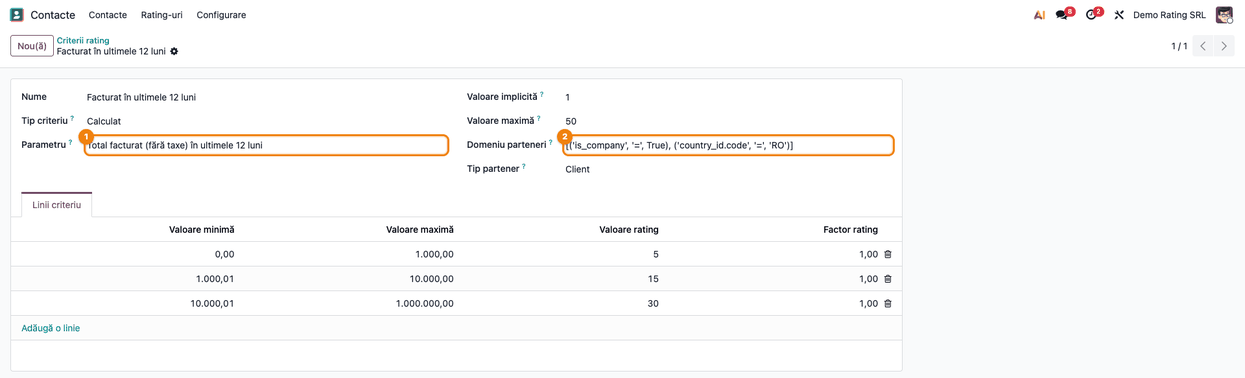 Contacte Contacte Rating-uri Configurare AI 8 2 Demo Rating SRL
Nou(ă) Criterii rating 1 / 1
Facturat în ultimele 12 luni
Nume Facturat în ultimele 12 luni Valoare implicită ? 1
Tip criteriu ? Calculat Valoare maximă ? 50
1 2
Parametru ? Total facturat (fără taxe) în ultimele 12 luni Domeniu parteneri ? [('is_company', '=', True), ('country_id.code', '=', 'RO')]
Tip partener ? Client
Linii criteriu
Valoare minimă Valoare maximă Valoare rating Factor rating
0,00 1.000,00 5 1,00
1.000,01 10.000,00 15 1,00
10.000,01 1.000.000,00 30 1,00
Adăugă o linie